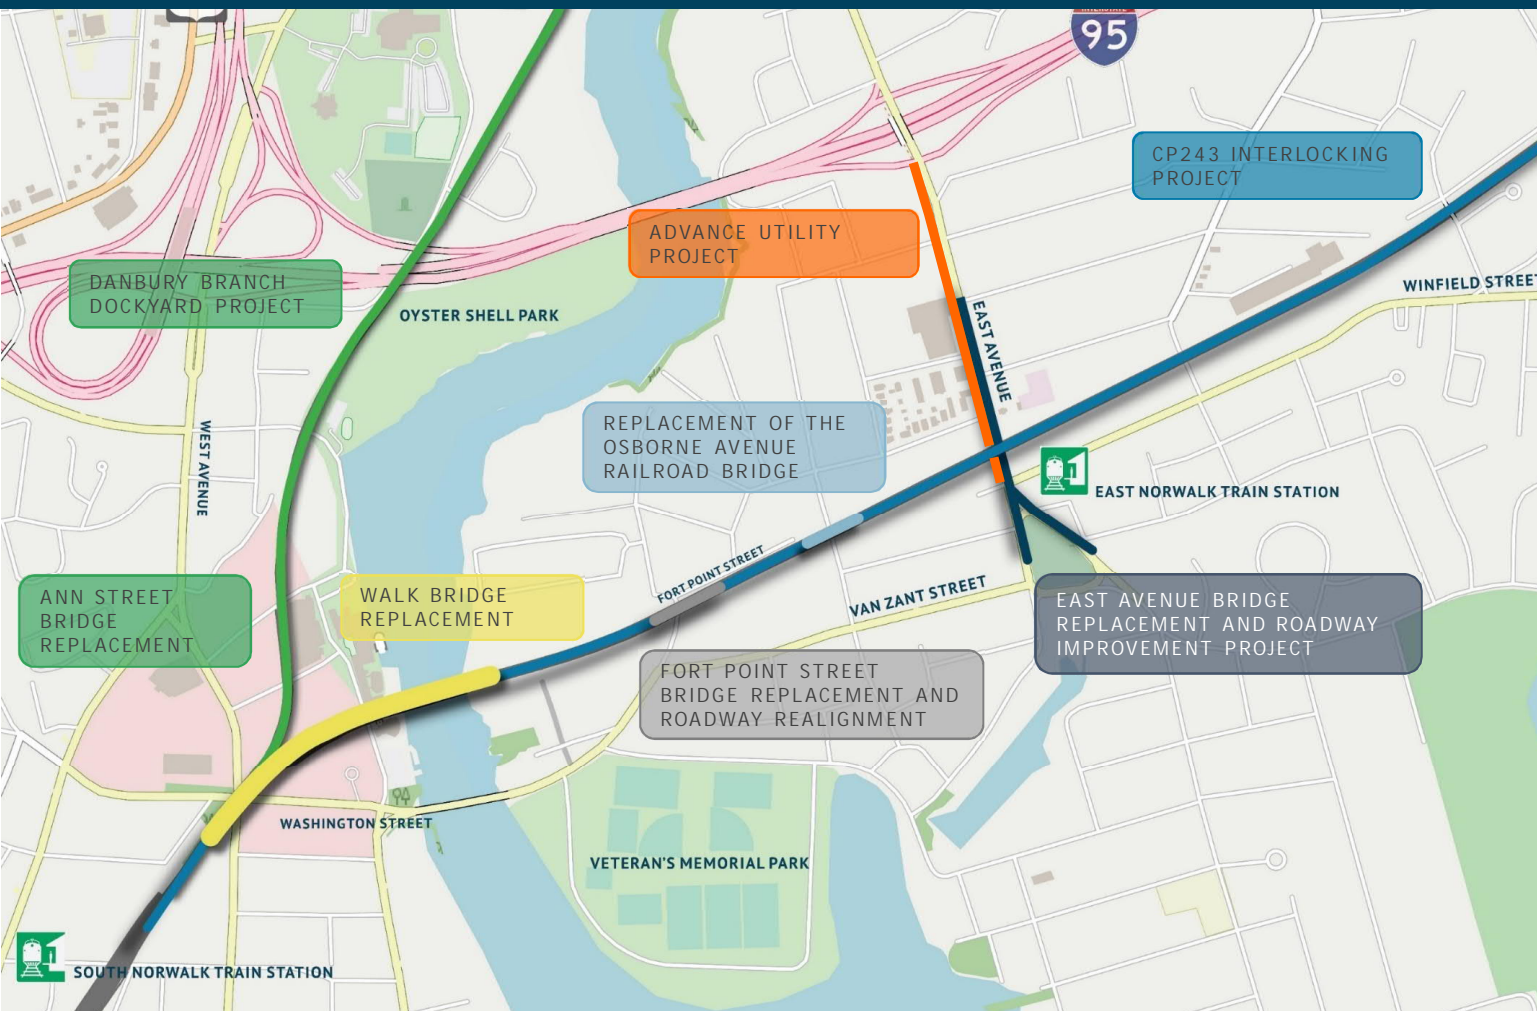 INTERSTATE
95
CP243 INTERLOCKING
PROJECT
ADVANCE UTILITY
PROJECT
DANBURY BRANCH
DOCKYARD PROJECT
WINFIELD STREE
OYSTER SHELL PARK
EAST AVENUE
WEST AVENUE
REPLACEMENT OF THE
OSBORNE AVENUE
RAILROAD BRIDGE
EAST NORWALK TRAIN STATION
FORT POINT STREET
VAN ZANT STREET
ANN STREET
BRIDGE
REPLACEMENT
WALK BRIDGE
REPLACEMENT
EAST AVENUE BRIDGE
REPLACEMENT AND ROADWAY
IMPROVEMENT PROJECT
FORT POINT STREET
BRIDGE REPLACEMENT AND
ROADWAY REALIGNMENT
WASHINGTON STREET
VETERAN'S MEMORIAL PARK
SOUTH NORWALK TRAIN STATION